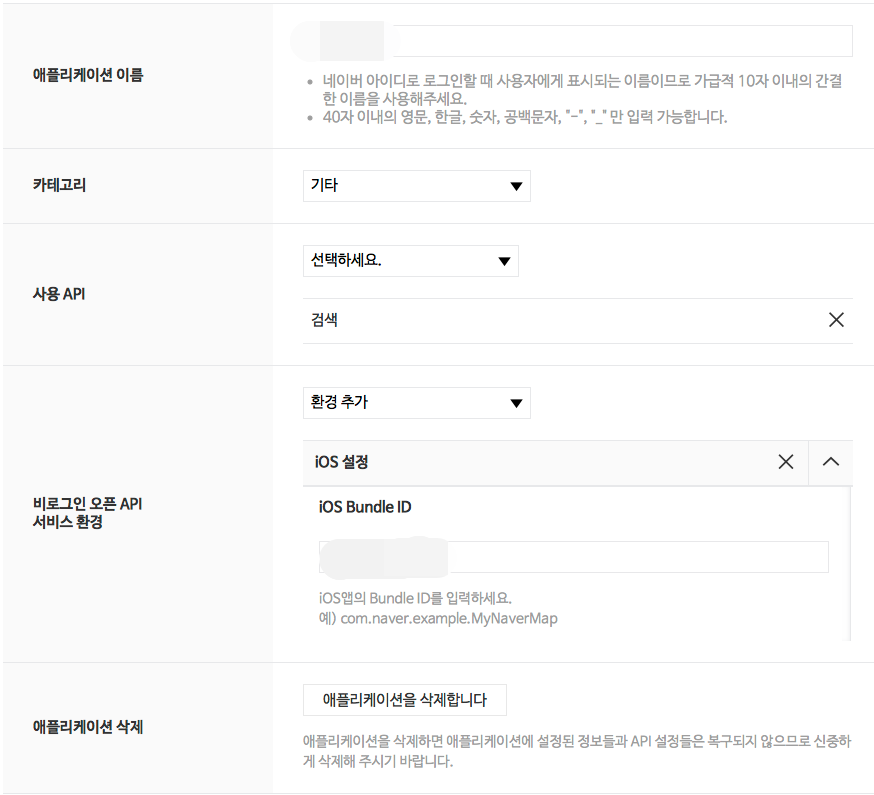 애플리케이션 이름
네이버 아이디로 로그인할 때 사용자에게 표시되는 이름이므로 가급적 10자 이내의 간결
한 이름을 사용해주세요.
40자 이내의 영문, 한글, 숫자, 공백문자, "-", "_" 만 입력 가능합니다.
카테고리
기타
사용 API
선택하세요.
검색
비로그인 오픈 API
서비스 환경
환경 추가
iOS 설정
iOS Bundle ID
iOS앱의 Bundle ID를 입력하세요.
예) com.naver.example.MyNaverMap
애플리케이션 삭제
애플리케이션을 삭제합니다
애플리케이션을 삭제하면 애플리케이션에 설정된 정보들과 API 설정들은 복구되지 않으므로 신중하
게 삭제해 주시기 바랍니다.